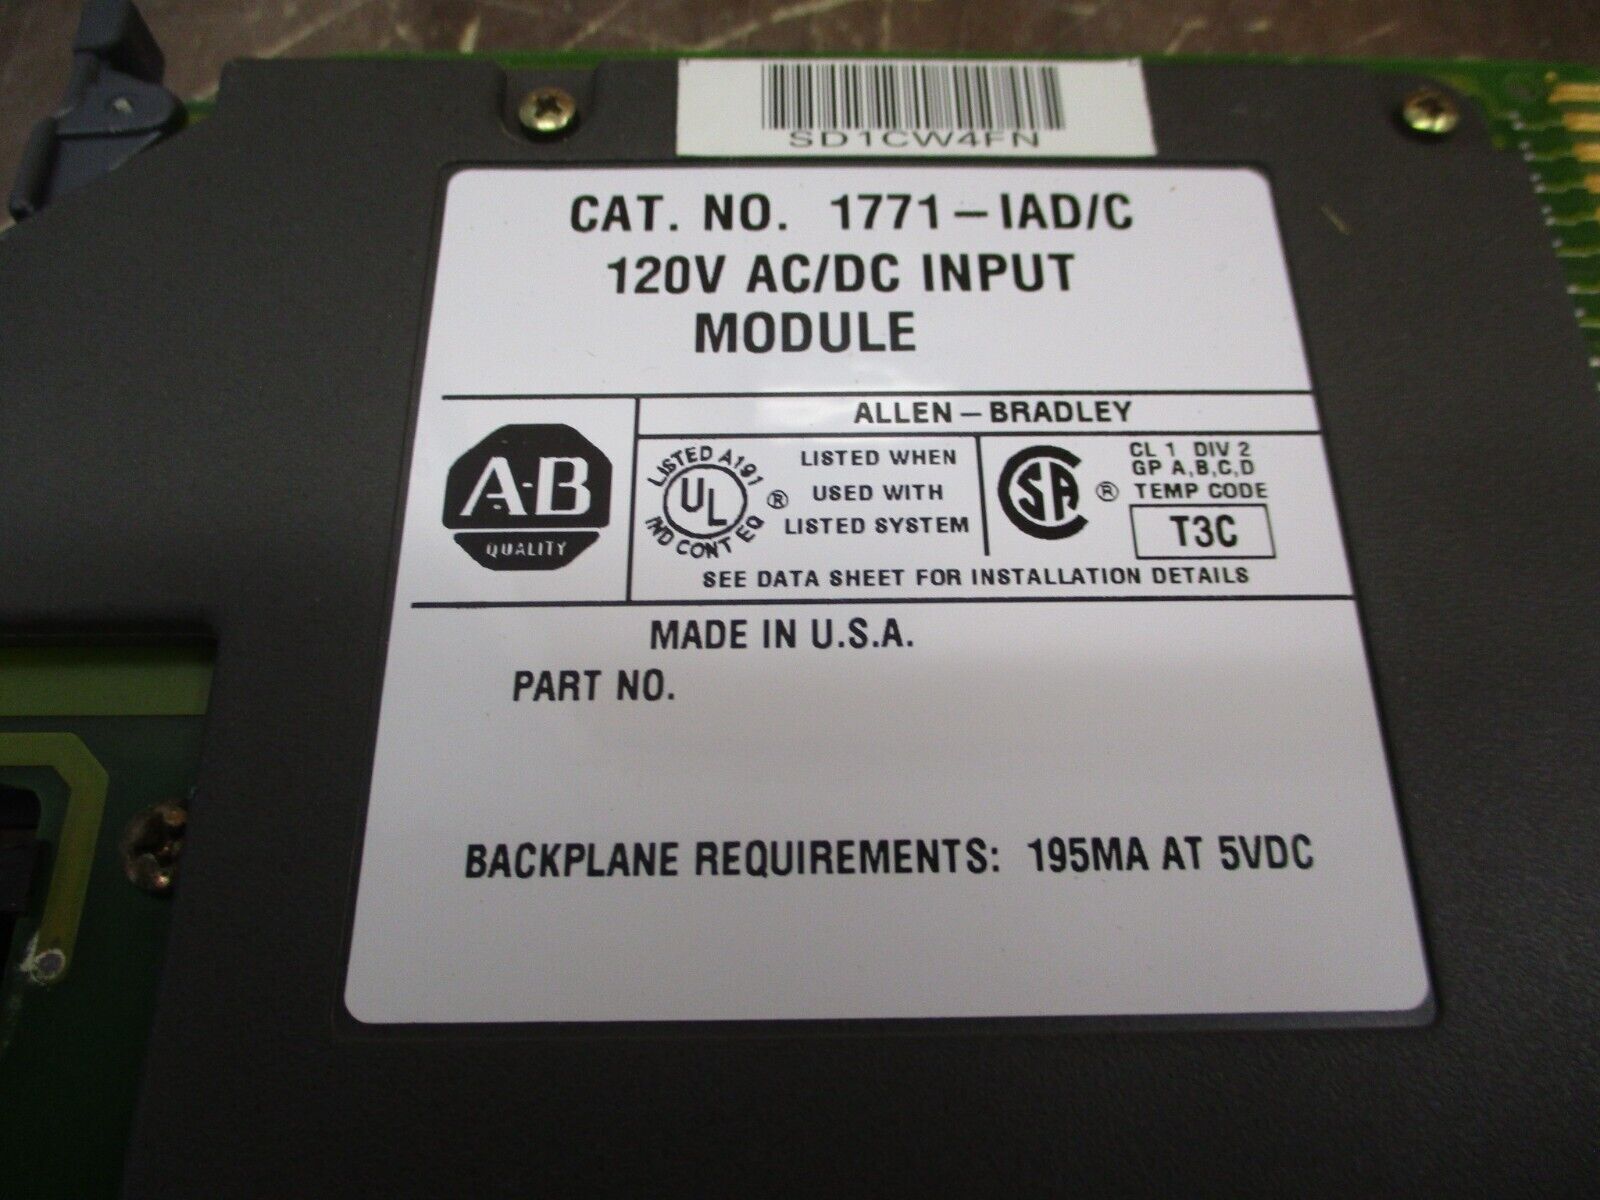 SD1CW4FN
CAT. NO. 1771-IAD/C
120V AC/DC INPUT
MODULE
ALLEN-BRADLEY
A-B
QUALITY
LISTED A191
UL ®
IND CONT EQ
LISTED WHEN
USED WITH
LISTED SYSTEM
SA ®
CL 1 DIV 2
GP A,B,C,D
TEMP CODE
T3C
SEE DATA SHEET FOR INSTALLATION DETAILS
MADE IN U.S.A.
PART NO.
BACKPLANE REQUIREMENTS: 195MA AT 5VDC